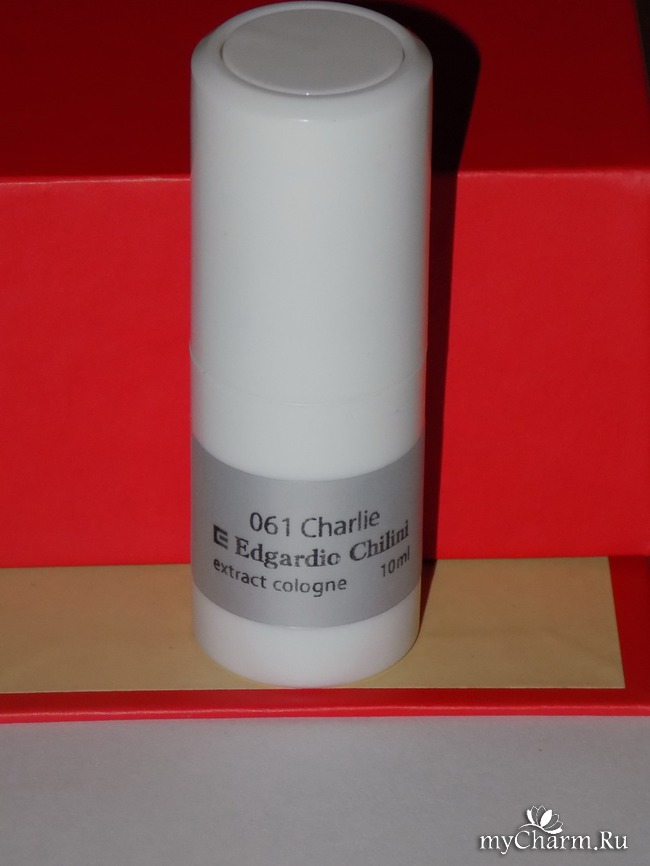 061 Charlie
Edgardio Chilini
extract cologne 10ml
myCharm.Ru